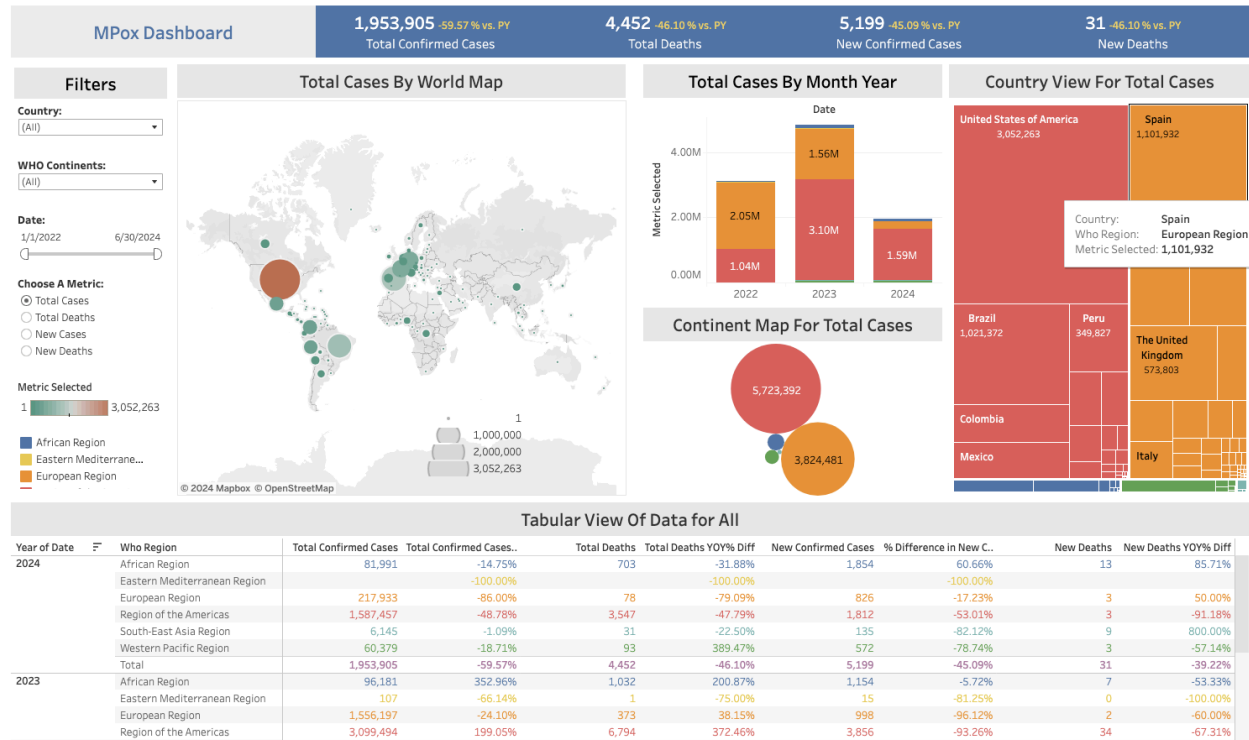 MPox Dashboard
1,953,905 -59.57 % vs. PY
Total Confirmed Cases
4,452 -46.10 % vs. PY
Total Deaths
5,199 -45.09% vs. PY
New Confirmed Cases
31 -46.10 % vs. PY
New Deaths
Filters
Country:
(All)
WHO Continents:
(All)
Date:
1/1/2022 6/30/2024
Choose A Metric:
Total Cases
Total Deaths
New Cases
New Deaths
Metric Selected
1 3,052,263
African Region
Eastern Mediterrane...
European Region
Total Cases By World Map
1
1,000,000
2,000,000
3,052,263
© 2024 Mapbox © OpenStreetMap
Total Cases By Month Year
Date
Metric Selected
4.00M
2.00M
0.00M
2.05M
1.04M
1.56M
3.10M
1.59M
2022 2023 2024
Continent Map For Total Cases
5,723,392
3,824,481
Country View For Total Cases
United States of America
3,052,263
Spain
1,101,932
Country: Spain
Who Region: European Region
Metric Selected: 1,101,932
Brazil
1,021,372
Peru
349,827
The United
Kingdom
573,803
Colombia
Mexico
Italy
Tabular View Of Data for All
Year of Date Who Region Total Confirmed Cases Total Confirmed Cases.. Total Deaths Total Deaths YOY% Diff New Confirmed Cases % Difference in New C.. New Deaths New Deaths YOY% Diff
2024 African Region 81,991 -14.75% 703 -31.88% 1,854 60.66% 13 85.71%
Eastern Mediterranean Region -100.00% -100.00% -100.00%
European Region 217,933 -86.00% 78 -79.09% 826 -17.23% 3 50.00%
Region of the Americas 1,587,457 -48.78% 3,547 -47.79% 1,812 -53.01% 3 -91.18%
South-East Asia Region 6,145 -1.09% 31 -22.50% 135 -82.12% 9 800.00%
Western Pacific Region 60,379 -18.71% 93 389.47% 572 -78.74% 3 -57.14%
Total 1,953,905 -59.57% 4,452 -46.10% 5,199 -45.09% 31 -39.22%
2023 African Region 96,181 352.96% 1,032 200.87% 1,154 -5.72% 7 -53.33%
Eastern Mediterranean Region 107 -66.14% 1 -75.00% 15 -81.25% 0 -100.00%
European Region 1,556,197 -24.10% 373 38.15% 998 -96.12% 2 -60.00%
Region of the Americas 3,099,494 199.05% 6,794 372.46% 3,856 -93.26% 34 -67.31%